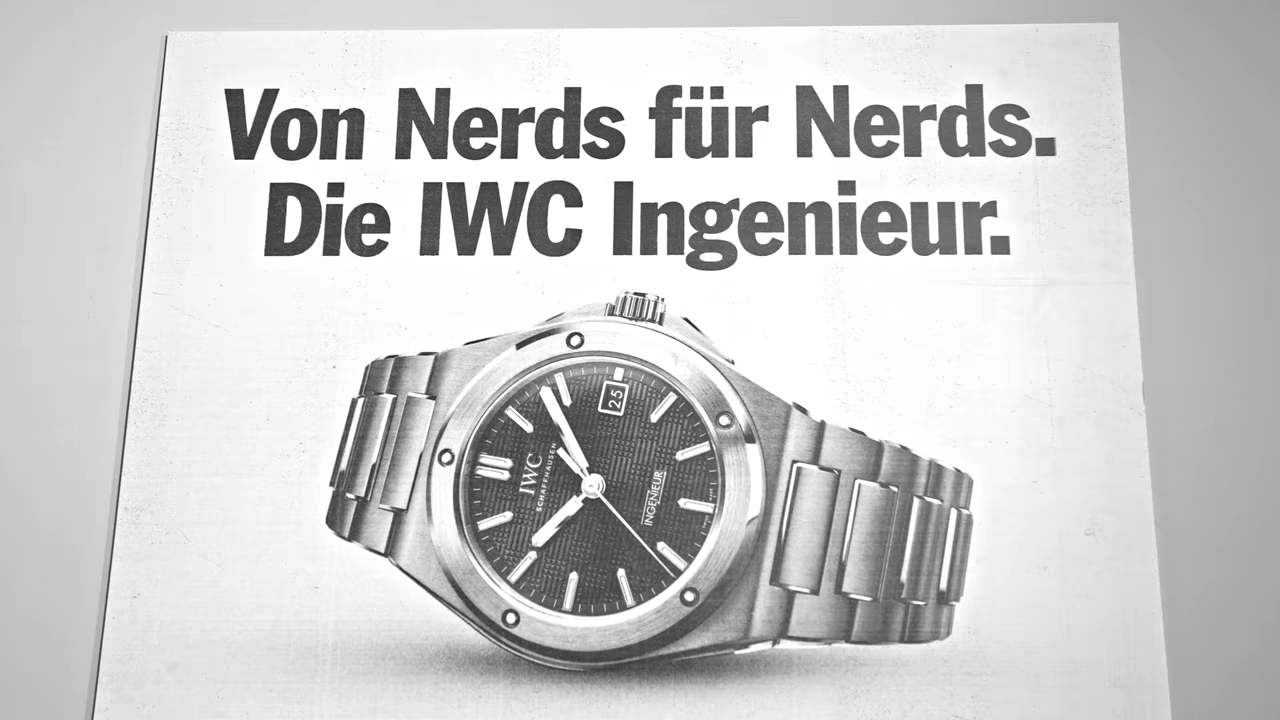 Von Nerds für Nerds.
Die IWC Ingenieur.
25
IWC
SCHAFFHAUSEN
INGENIEUR